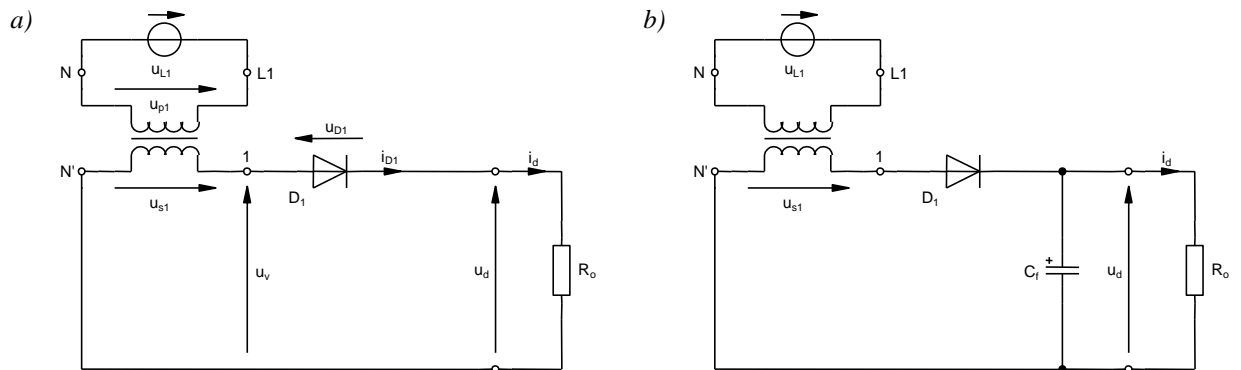 a)
u_L1
N
L1
u_p1
u_D1
N'
1
i_D1
i_d
u_s1
D_1
u_v
u_d
R_o
b)
u_L1
N
L1
N'
1
i_d
u_s1
D_1
+
C_f
u_d
R_o